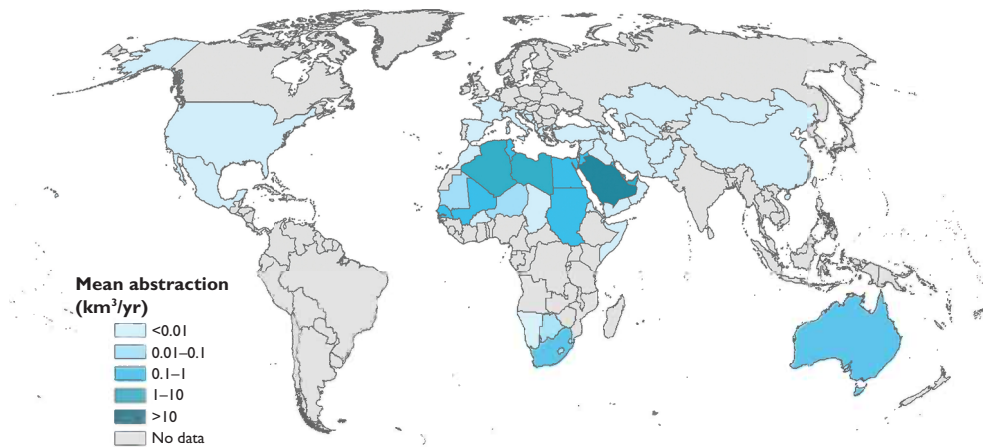 Mean abstraction
(km³/yr)
<0.01
0.01–0.1
0.1–1
1–10
>10
No data